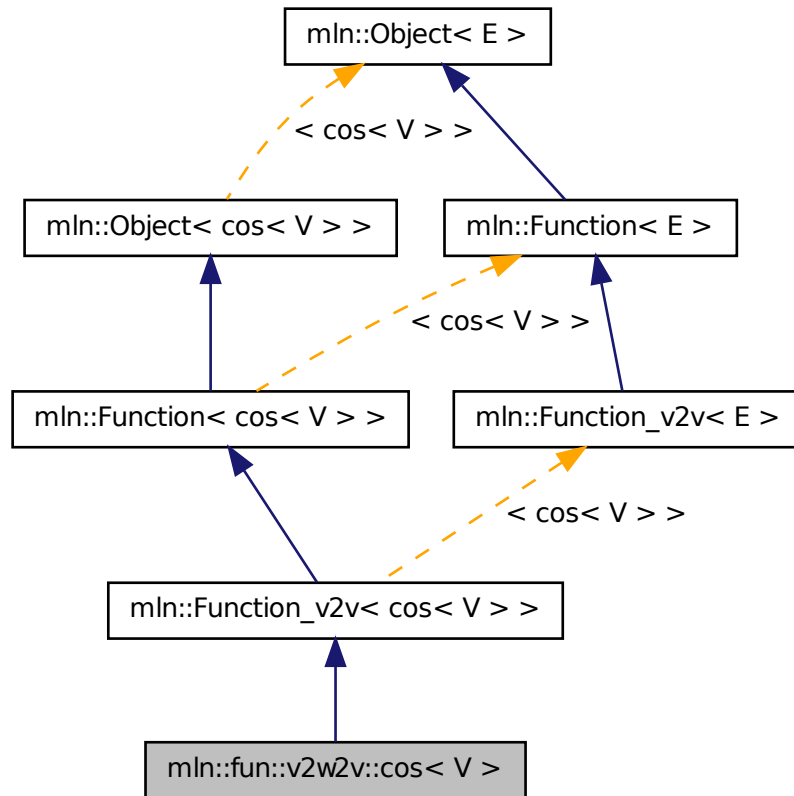 mln::Object< E >
< cos< V > >
mln::Object< cos< V > >
mln::Function< E >
< cos< V > >
mln::Function< cos< V > >
mln::Function_v2v< E >
< cos< V > >
mln::Function_v2v< cos< V > >
mln::fun::v2w2v::cos< V >